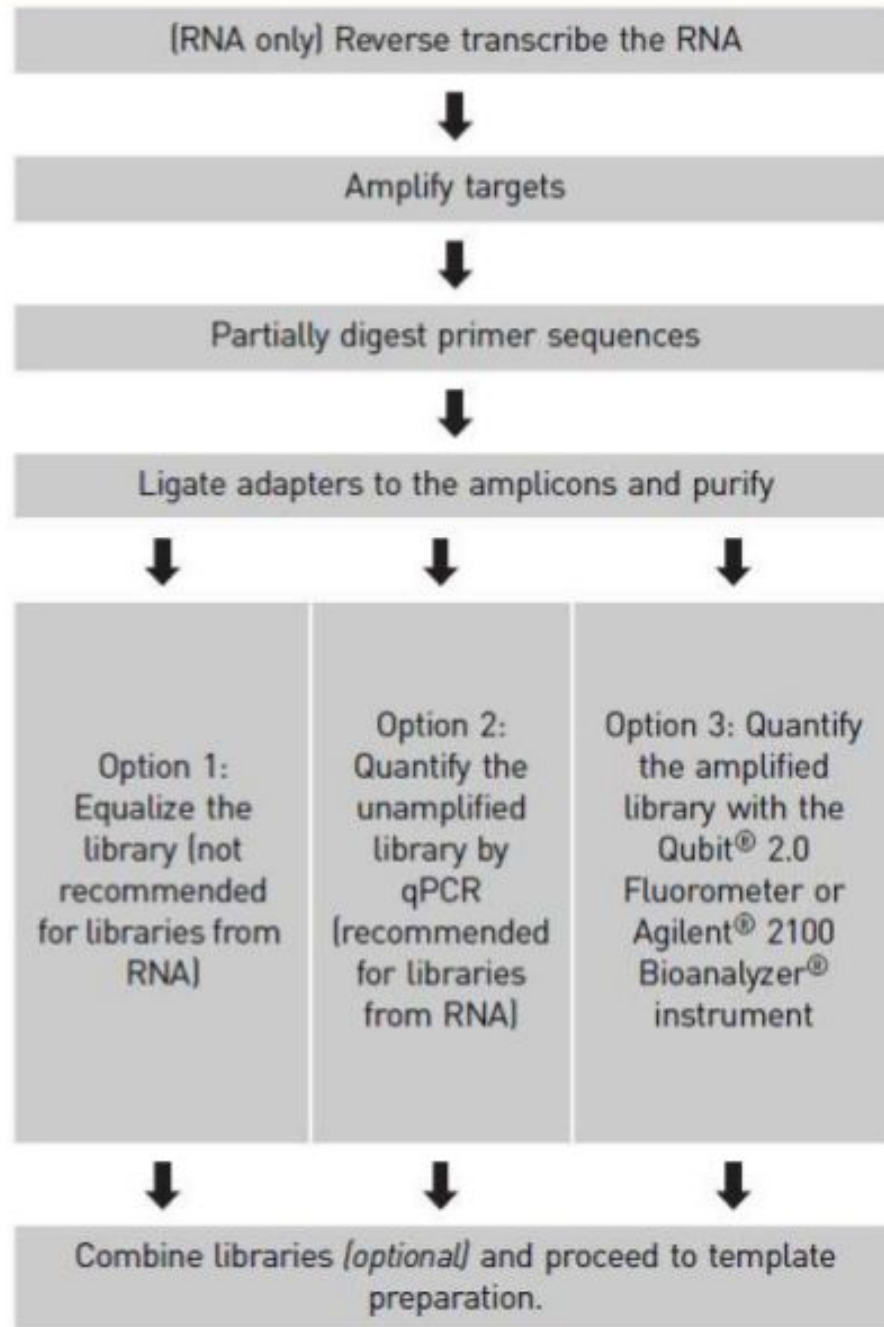 (RNA only) Reverse transcribe the RNA
Amplify targets
Partially digest primer sequences
Ligate adapters to the amplicons and purify
Option 1:
Equalize the
library (not
recommended
for libraries from
RNA)
Option 2:
Quantify the
unamplified
library by
qPCR
(recommended
for libraries
from RNA)
Option 3: Quantify
the amplified
library with the
Qubit® 2.0
Fluorometer or
Agilent® 2100
Bioanalyzer®
instrument
Combine libraries (optional) and proceed to template
preparation.